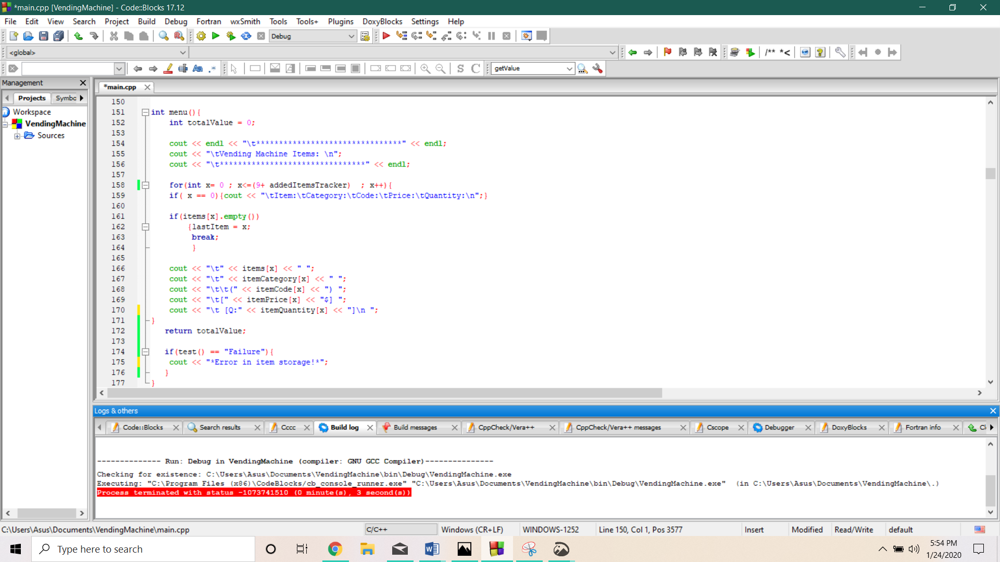 *main.cpp [VendingMachine] - Code::Blocks 17.12
File Edit View Search Project Build Debug Fortran wxSmith Tools Tools+ Plugins DoxyBlocks Settings Help
Debug
<global>
/** *<
Aa .*
S C
getValue
Management
*main.cpp
Projects Symbo
Workspace
VendingMachine
Sources
150
151 int menu(){
152 int totalValue = 0;
153
154 cout << endl << "\t********************************" << endl;
155 cout << "\tVending Machine Items: \n";
156 cout << "\t********************************" << endl;
157
158 for(int x= 0 ; x<=(9+ addedItemsTracker)  ; x++){
159 if( x == 0){cout << "\tItem:\tCategory:\tCode:\tPrice:\tQuantity:\n";}
160
161 if(items[x].empty())
162 {lastItem = x;
163 break;
164 }
165
166 cout << "\t" << items[x] << " ";
167 cout << "\t" << itemCategory[x] << " ";
168 cout << "\t\t(" << itemCode[x] << ") ";
169 cout << "\t[" << itemPrice[x] << "$] ";
170 cout << "\t [Q:" << itemQuantity[x] << "]\n ";
171 }
172 return totalValue;
173
174 if(test() == "Failure"){
175 cout << "*Error in item storage!*";
176 }
177 }
Logs & others
Code::Blocks Search results Cccc Build log Build messages CppCheck/Vera++ CppCheck/Vera++ messages Cscope Debugger DoxyBlocks Fortran info Cl
-------------- Run: Debug in VendingMachine (compiler: GNU GCC Compiler)---------------
Checking for existence: C:\Users\Asus\Documents\VendingMachine\bin\Debug\VendingMachine.exe
Executing: "C:\Program Files (x86)\CodeBlocks/cb_console_runner.exe" "C:\Users\Asus\Documents\VendingMachine\bin\Debug\VendingMachine.exe"  (in C:\Users\Asus\Documents\VendingMachine\.)
Process terminated with status -1073741510 (0 minute(s), 3 second(s))
C:\Users\Asus\Documents\VendingMachine\main.cpp C/C++ Windows (CR+LF) WINDOWS-1252 Line 150, Col 1, Pos 3577 Insert Modified Read/Write default
Type here to search
5:54 PM
1/24/2020